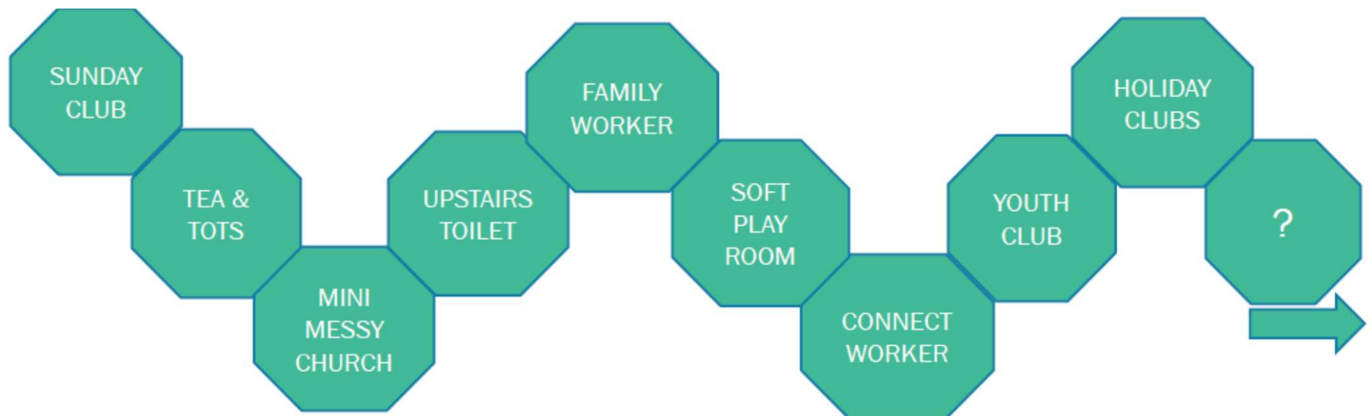 SUNDAY
CLUB
TEA &
TOTS
MINI
MESSY
CHURCH
UPSTAIRS
TOILET
FAMILY
WORKER
SOFT
PLAY
ROOM
CONNECT
WORKER
YOUTH
CLUB
HOLIDAY
CLUBS
?